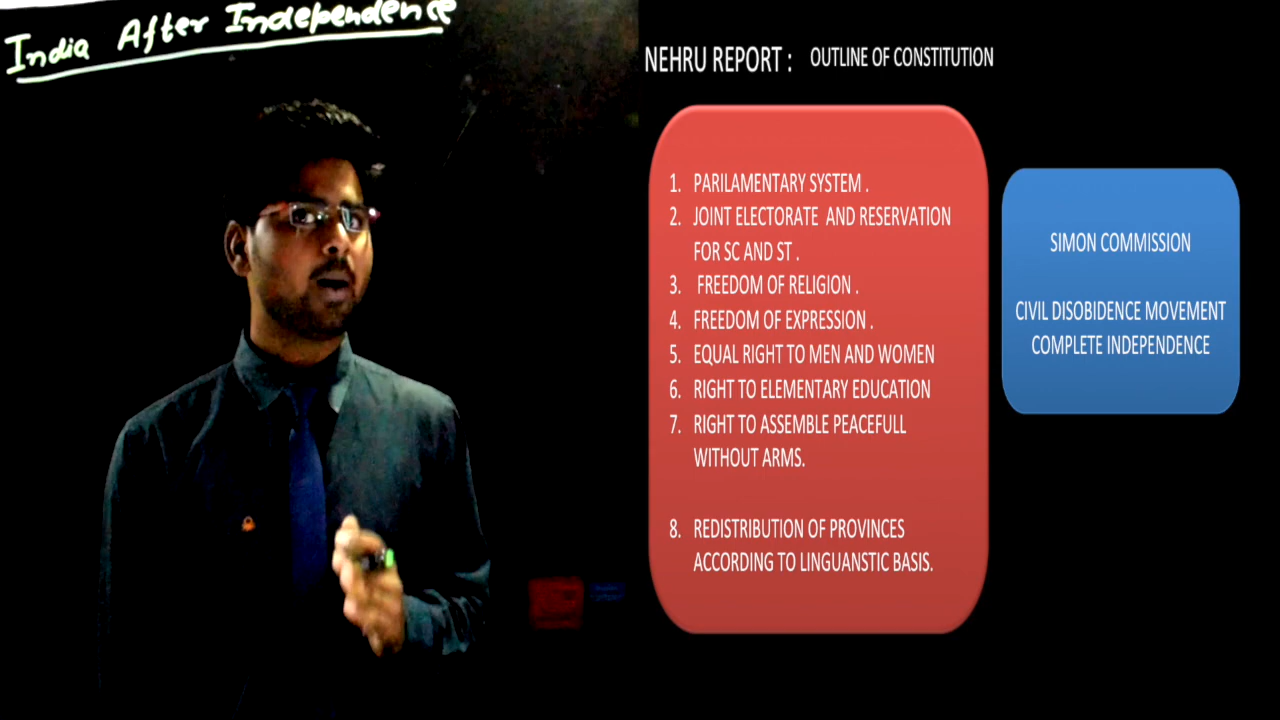 India After Independence
NEHRU REPORT : OUTLINE OF CONSTITUTION
1. PARILAMENTARY SYSTEM .
2. JOINT ELECTORATE AND RESERVATION
FOR SC AND ST .
3. FREEDOM OF RELIGION .
4. FREEDOM OF EXPRESSION .
5. EQUAL RIGHT TO MEN AND WOMEN
6. RIGHT TO ELEMENTARY EDUCATION
7. RIGHT TO ASSEMBLE PEACEFULL
WITHOUT ARMS.
8. REDISTRIBUTION OF PROVINCES
ACCORDING TO LINGUANSTIC BASIS.
SIMON COMMISSION
CIVIL DISOBIDENCE MOVEMENT
COMPLETE INDEPENDENCE